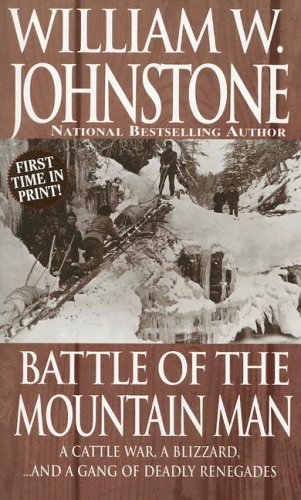 WILLIAM W.
JOHNSTONE
NATIONAL BESTSELLING AUTHOR
FIRST
TIME IN
PRINT!
BATTLE OF THE
MOUNTAIN MAN
A CATTLE WAR, A BLIZZARD,
...AND A GANG OF DEADLY RENEGADES